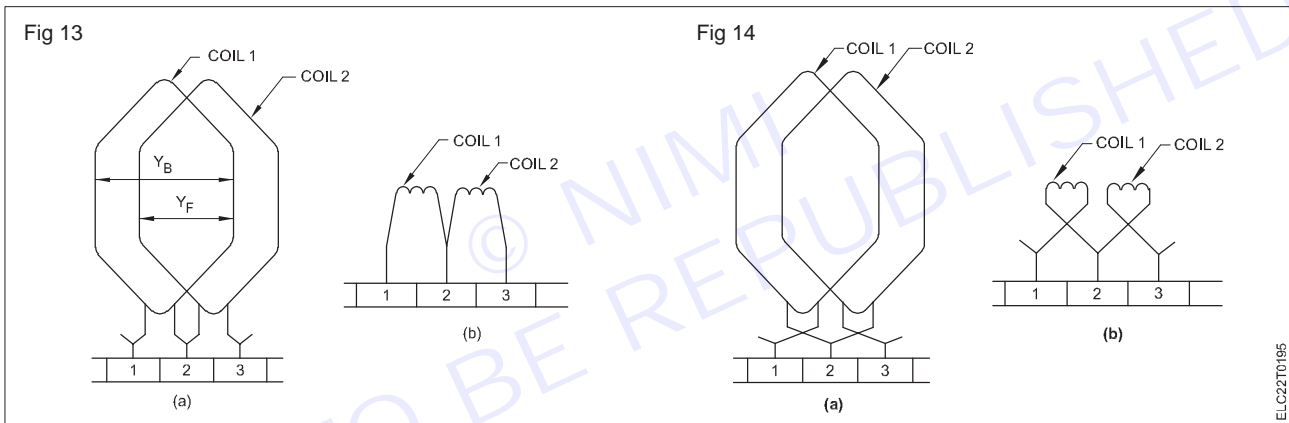 Fig 13
COIL 1
COIL 2
Y_B
Y_F
1 2 3
(a)
COIL 1
COIL 2
1 2 3
(b)
Fig 14
COIL 1
COIL 2
1 2 3
(a)
COIL 1
COIL 2
1 2 3
(b)
ELC22T0195
© NIMI
TO BE REPUBLISHED